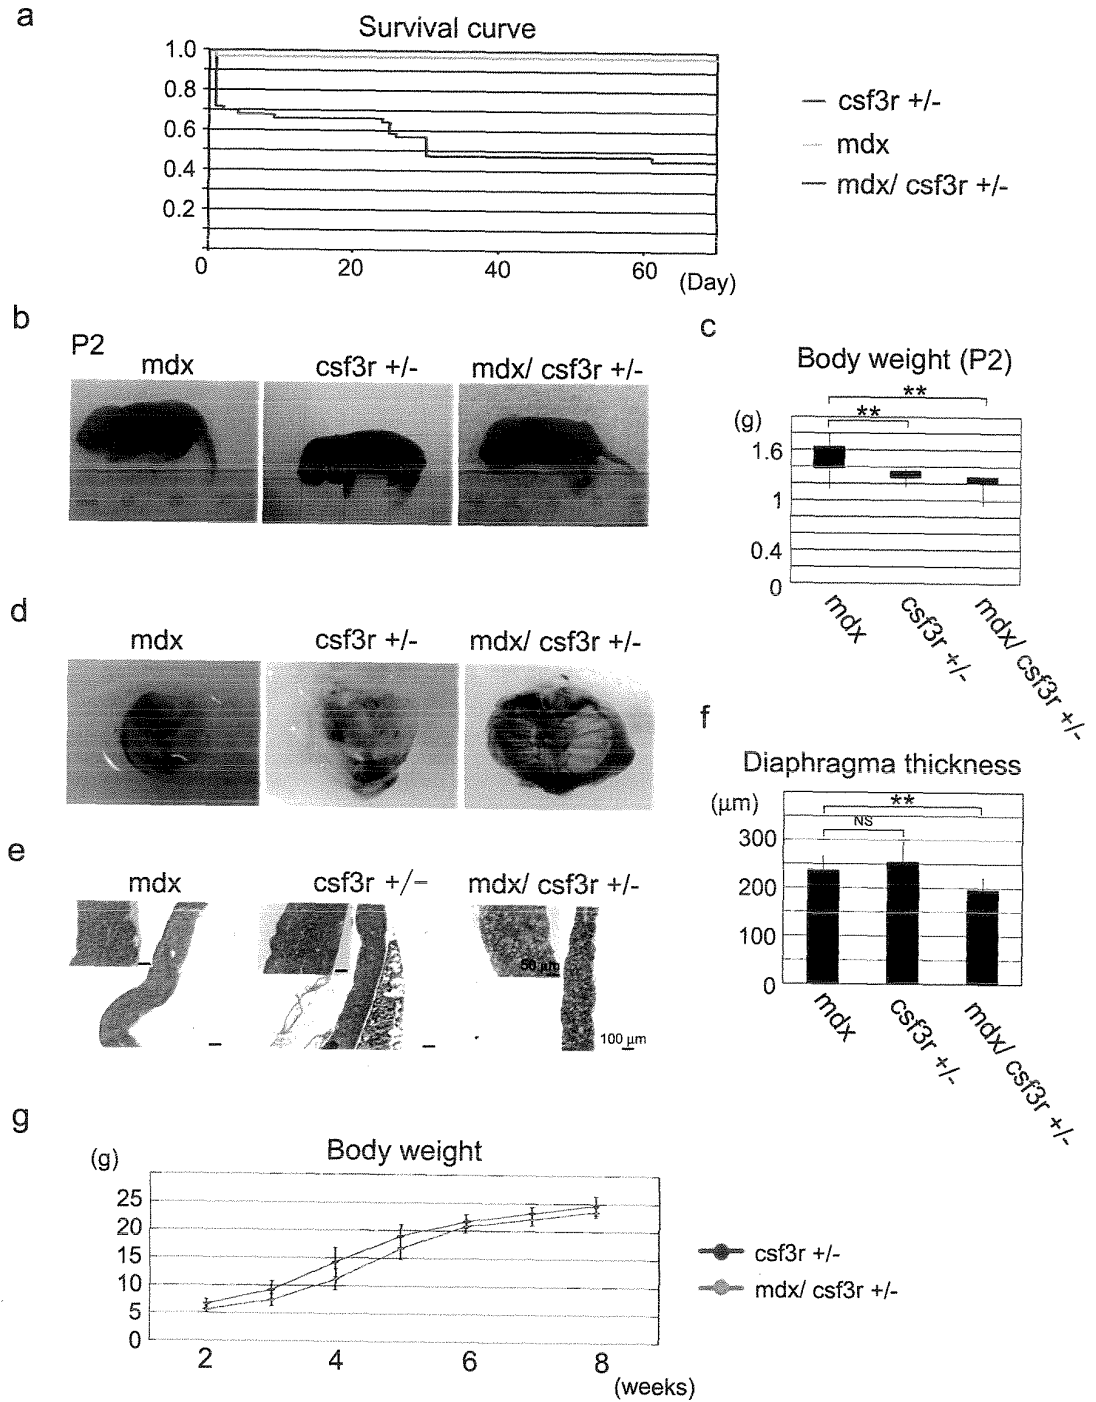 a
Survival curve
1.0
0.8
0.6
0.4
0.2
0 20 40 60
(Day)
csf3r +/-
mdx
mdx/ csf3r +/-
b
P2
mdx csf3r +/- mdx/ csf3r +/-
c
Body weight (P2)
**
**
(g)
1.6
1
0.4
0
mdx csf3r +/- mdx/ csf3r +/-
d
mdx csf3r +/- mdx/ csf3r +/-
e
mdx csf3r +/- mdx/ csf3r +/-
50 µm
100 µm
f
Diaphragma thickness
(µm)
**
NS
300
200
100
0
mdx csf3r +/- mdx/ csf3r +/-
g
Body weight
(g)
25
20
15
10
5
0
2 4 6 8
(weeks)
csf3r +/-
mdx/ csf3r +/-